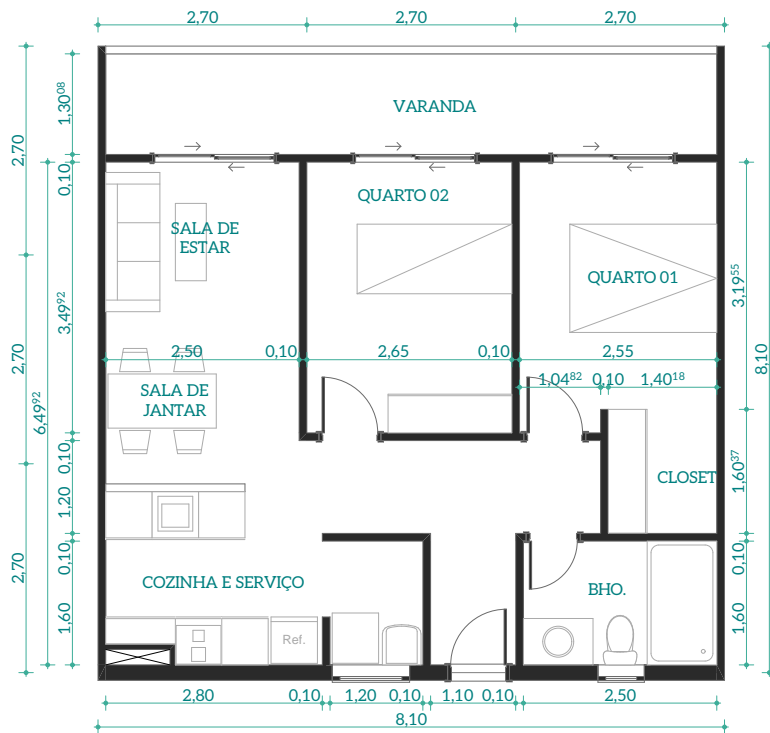 2,70 2,70 2,70
VARANDA
1,30⁰⁸
2,70
0,10
QUARTO 02
SALA DE
ESTAR
QUARTO 01
3,19⁵⁵
3,49⁹²
2,50 0,10 2,65 0,10 2,55
2,70
8,10
1,04⁸² 0,10 1,40¹⁸
SALA DE
JANTAR
6,49⁹²
0,10
1,60³⁷
CLOSET
1,20
0,10
0,10
2,70
COZINHA E SERVIÇO
BHO.
1,60
1,60
Ref.
2,80 0,10 1,20 0,10 1,10 0,10 2,50
8,10